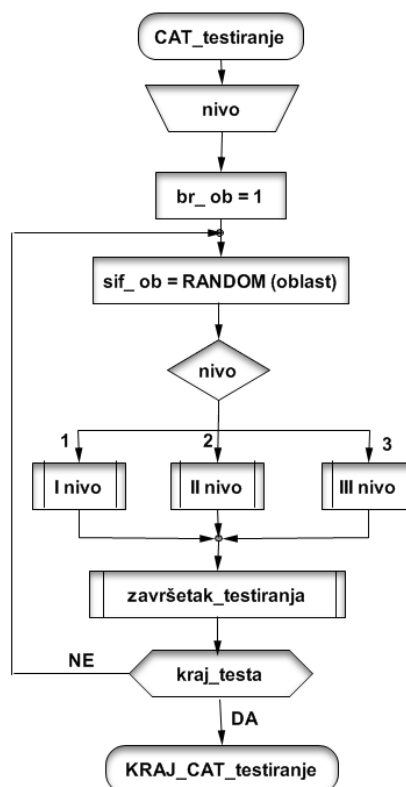 CAT_testiranje
nivo
br_ ob = 1
sif_ ob = RANDOM (oblast)
nivo
1 2 3
I nivo II nivo III nivo
završetak_testiranja
NE
kraj_testa
DA
KRAJ_CAT_testiranje